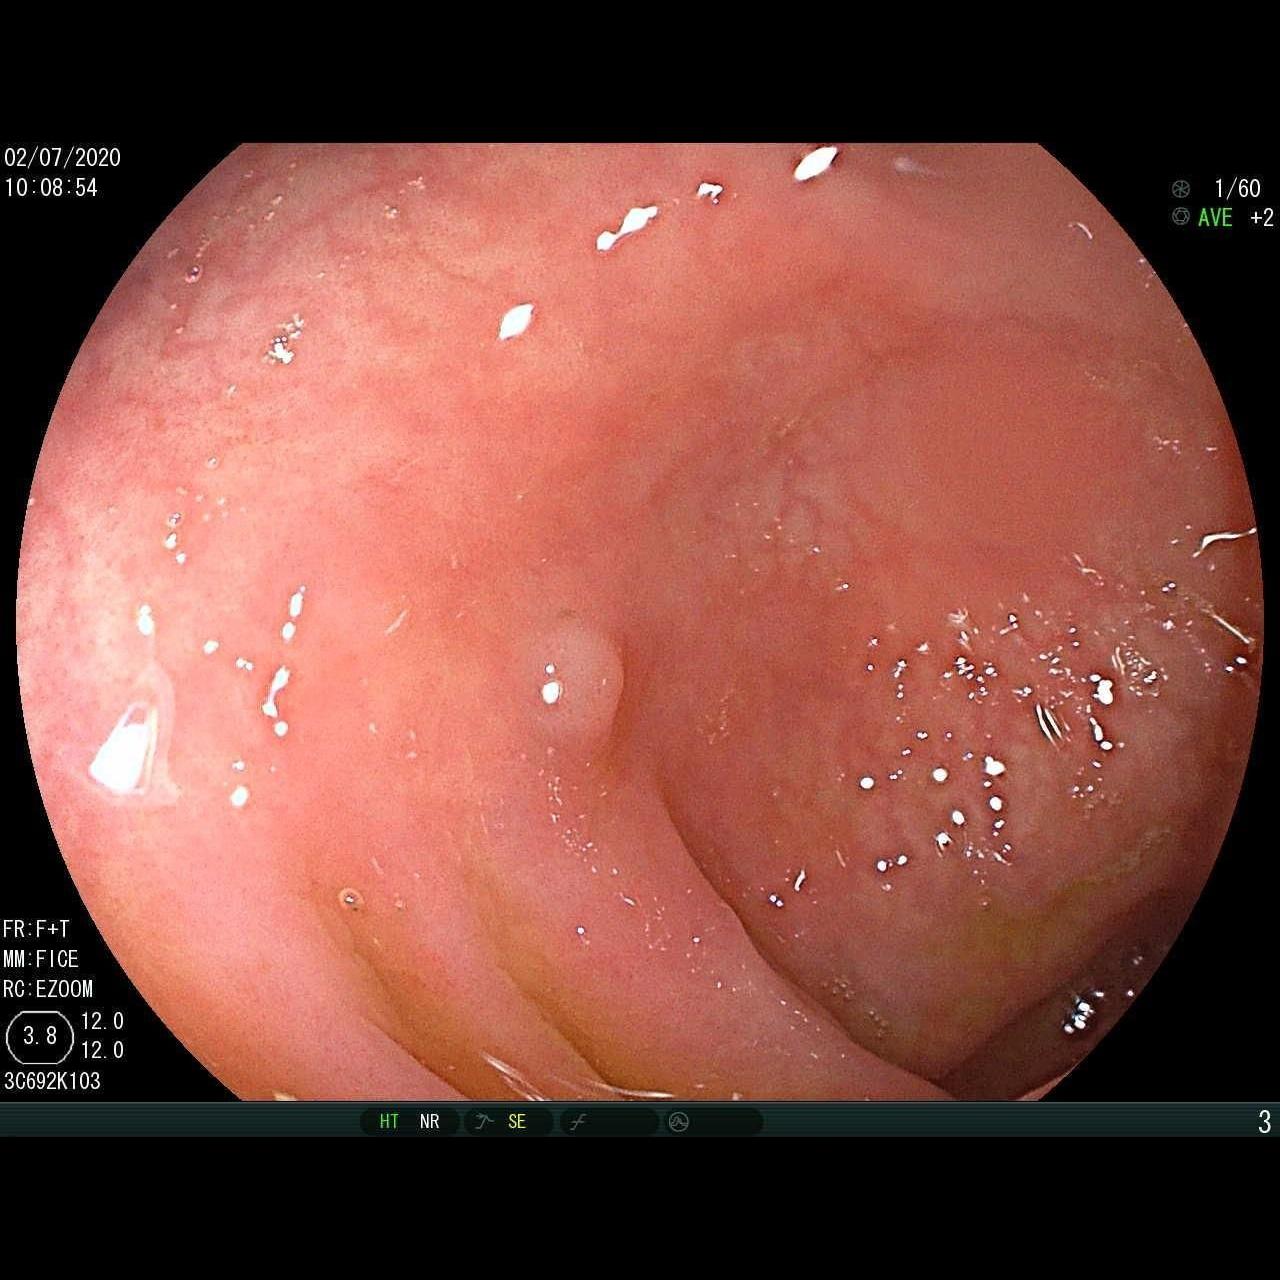 02/07/2020
10:08:54
1/60
AVE +2
FR:F+T
MM:FICE
RC:EZOOM
3.8
12.0
12.0
3C692K103
HT NR SE
3